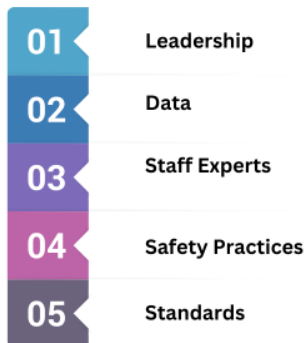 01 Leadership
02 Data
03 Staff Experts
04 Safety Practices
05 Standards